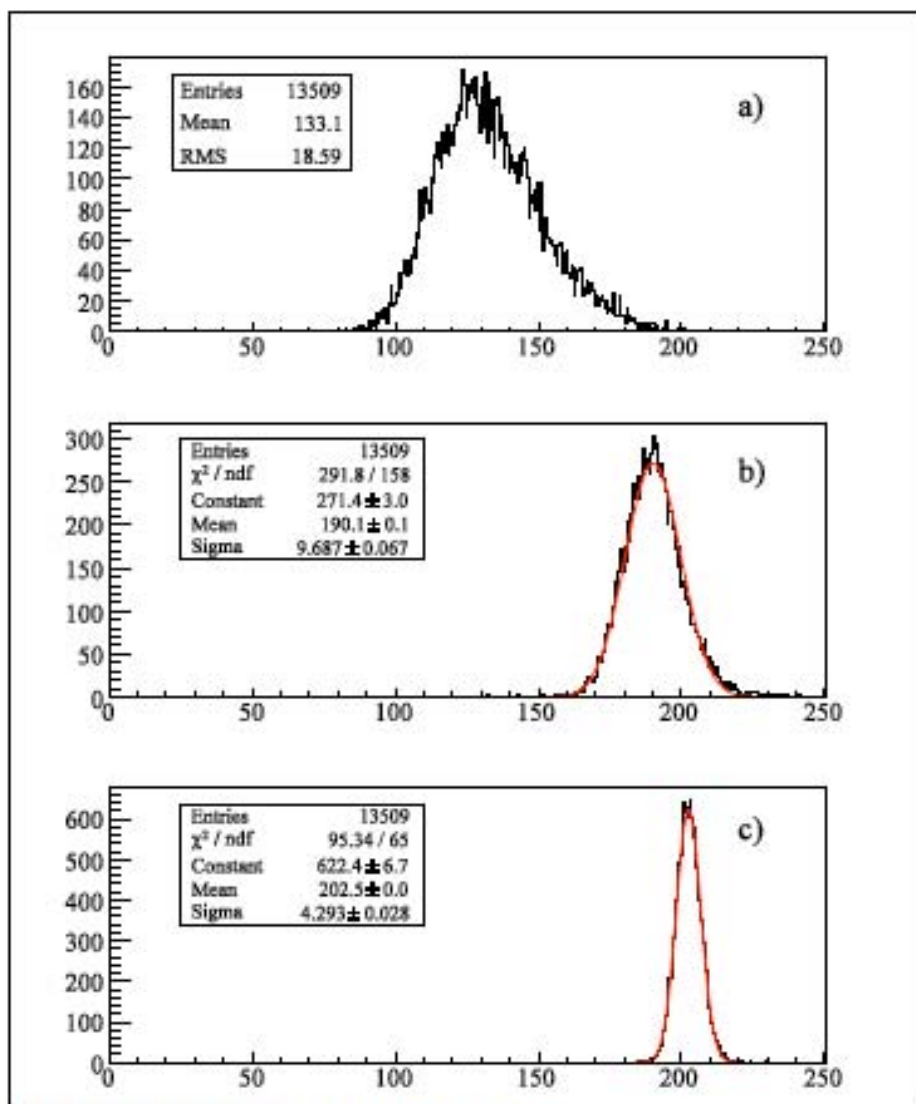 a)
Entries 13509
Mean 133.1
RMS 18.59
160
140
120
100
80
60
40
20
0
0 50 100 150 200 250
b)
Entries 13509
χ² / ndf 291.8 / 158
Constant 271.4 ± 3.0
Mean 190.1 ± 0.1
Sigma 9.687 ± 0.067
300
250
200
150
100
50
0
0 50 100 150 200 250
c)
Entries 13509
χ² / ndf 95.34 / 65
Constant 622.4 ± 6.7
Mean 202.5 ± 0.0
Sigma 4.293 ± 0.028
600
500
400
300
200
100
0
0 50 100 150 200 250